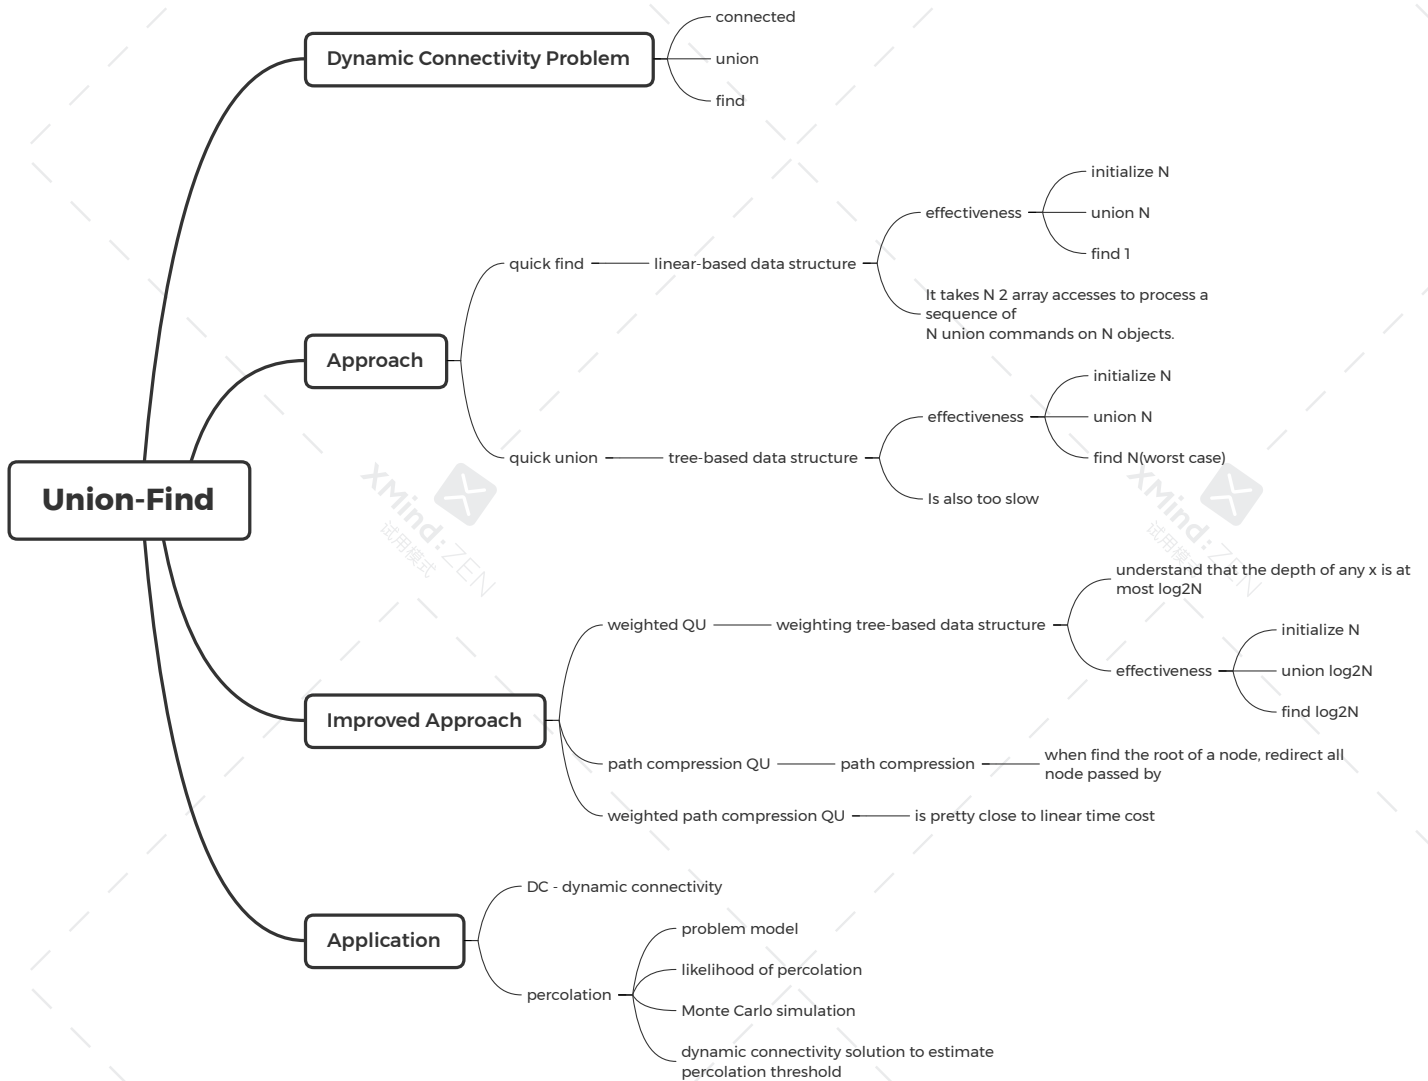 Dynamic Connectivity Problem
connected
union
find
Approach
quick find
linear-based data structure
effectiveness
initialize N
union N
find 1
It takes N 2 array accesses to process a
sequence of
N union commands on N objects.
quick union
tree-based data structure
effectiveness
initialize N
union N
find N(worst case)
Is also too slow
Union-Find
XMind:ZEN
试用模式
XMind:ZEN
试用模式
Improved Approach
weighted QU
weighting tree-based data structure
understand that the depth of any x is at
most log2N
effectiveness
initialize N
union log2N
find log2N
path compression QU
path compression
when find the root of a node, redirect all
node passed by
weighted path compression QU
is pretty close to linear time cost
Application
DC - dynamic connectivity
percolation
problem model
likelihood of percolation
Monte Carlo simulation
dynamic connectivity solution to estimate
percolation threshold